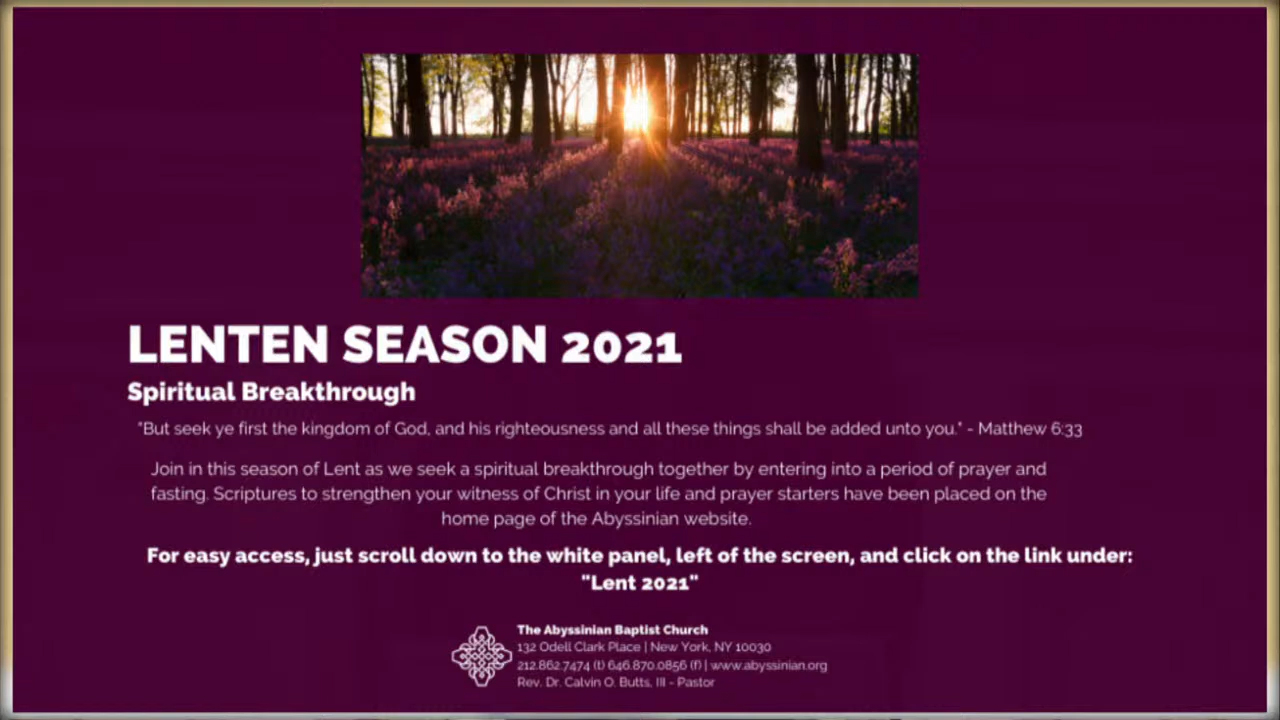 LENTEN SEASON 2021
Spiritual Breakthrough
"But seek ye first the kingdom of God, and his righteousness and all these things shall be added unto you." - Matthew 6:33
Join in this season of Lent as we seek a spiritual breakthrough together by entering into a period of prayer and
fasting. Scriptures to strengthen your witness of Christ in your life and prayer starters have been placed on the
home page of the Abyssinian website.
For easy access, just scroll down to the white panel, left of the screen, and click on the link under:
"Lent 2021"
The Abyssinian Baptist Church
132 Odell Clark Place | New York, NY 10030
212.862.7474 (t) 646.870.0856 (f) | www.abyssinian.org
Rev. Dr. Calvin O. Butts, III - Pastor